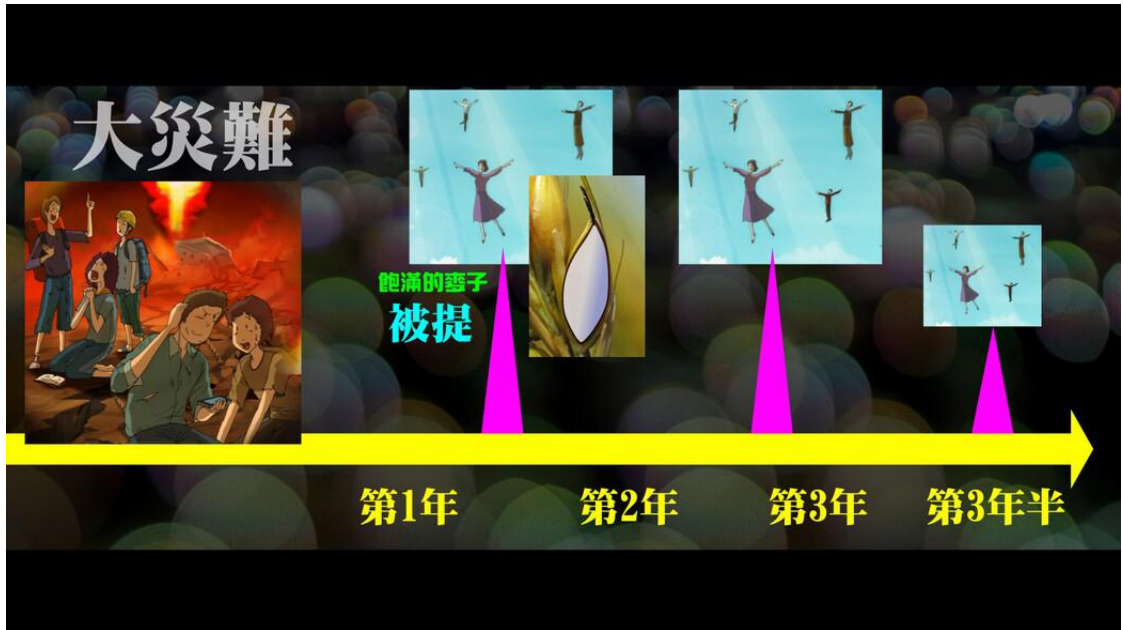 大災難
飽滿的麥子
被提
第1年
第2年
第3年
第3年半